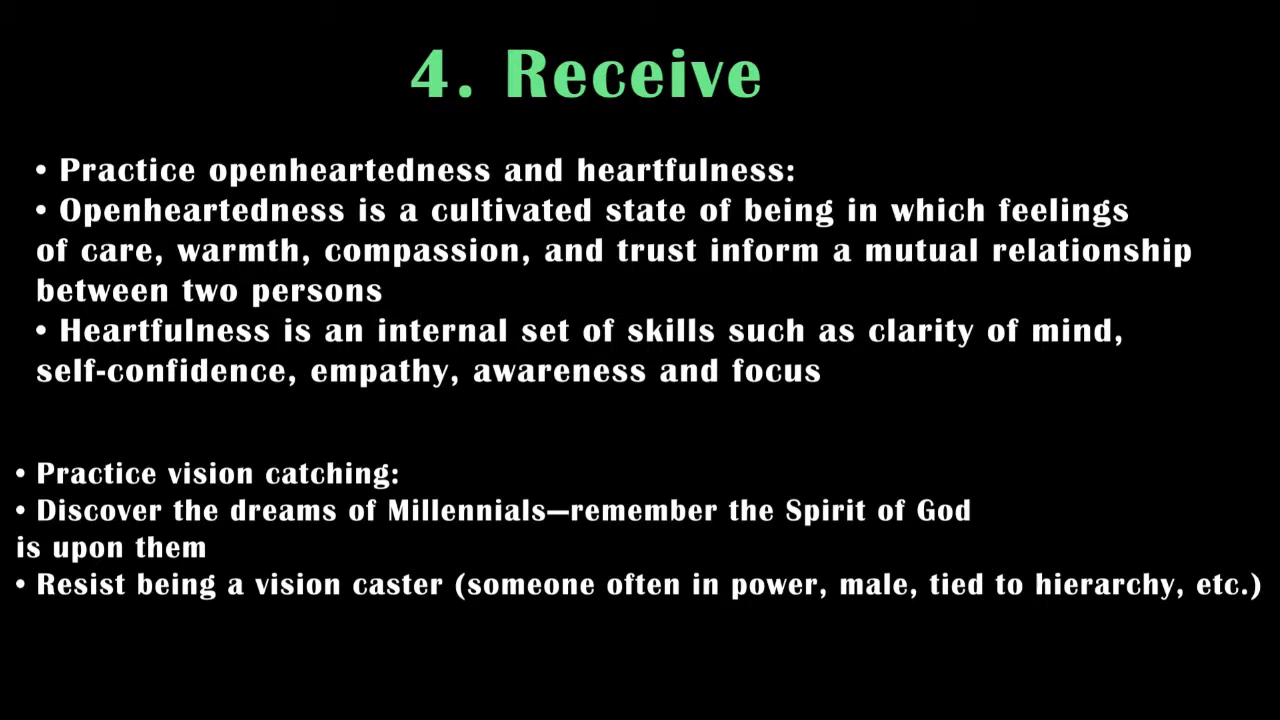 4. Receive
• Practice openheartedness and heartfulness:
• Openheartedness is a cultivated state of being in which feelings
of care, warmth, compassion, and trust inform a mutual relationship
between two persons
• Heartfulness is an internal set of skills such as clarity of mind,
self-confidence, empathy, awareness and focus
• Practice vision catching:
• Discover the dreams of Millennials—remember the Spirit of God
is upon them
• Resist being a vision caster (someone often in power, male, tied to hierarchy, etc.)